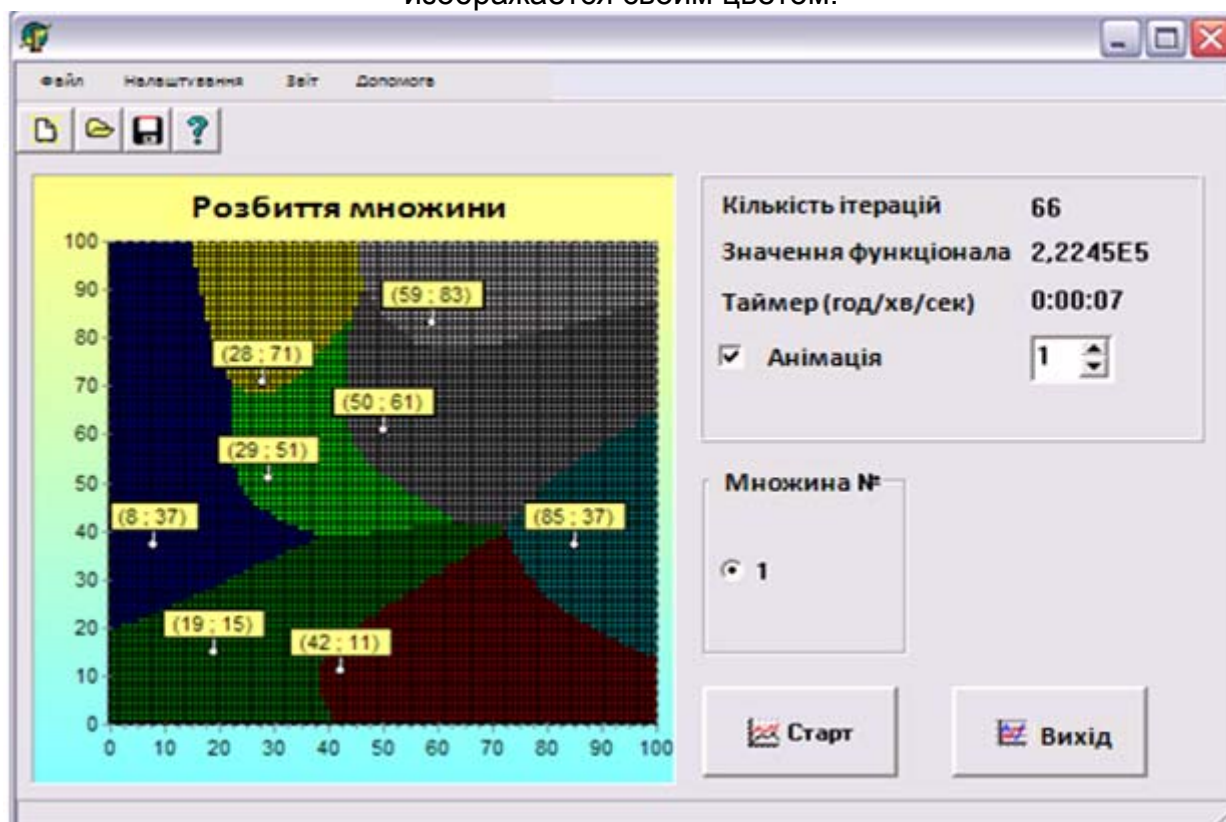 изображается своим цветом.
Файл Налаштування Звіт Допомога
Розбиття множини
100
90
80
70
60
50
40
30
20
10
0
0 10 20 30 40 50 60 70 80 90 100
(59 ; 83)
(28 ; 71)
(50 ; 61)
(29 ; 51)
(8 ; 37)
(85 ; 37)
(19 ; 15)
(42 ; 11)
Кількість ітерацій 66
Значення функціонала 2,2245E5
Таймер (год/хв/сек) 0:00:07
Анімація 1
Множина №
1
Старт
Вихід